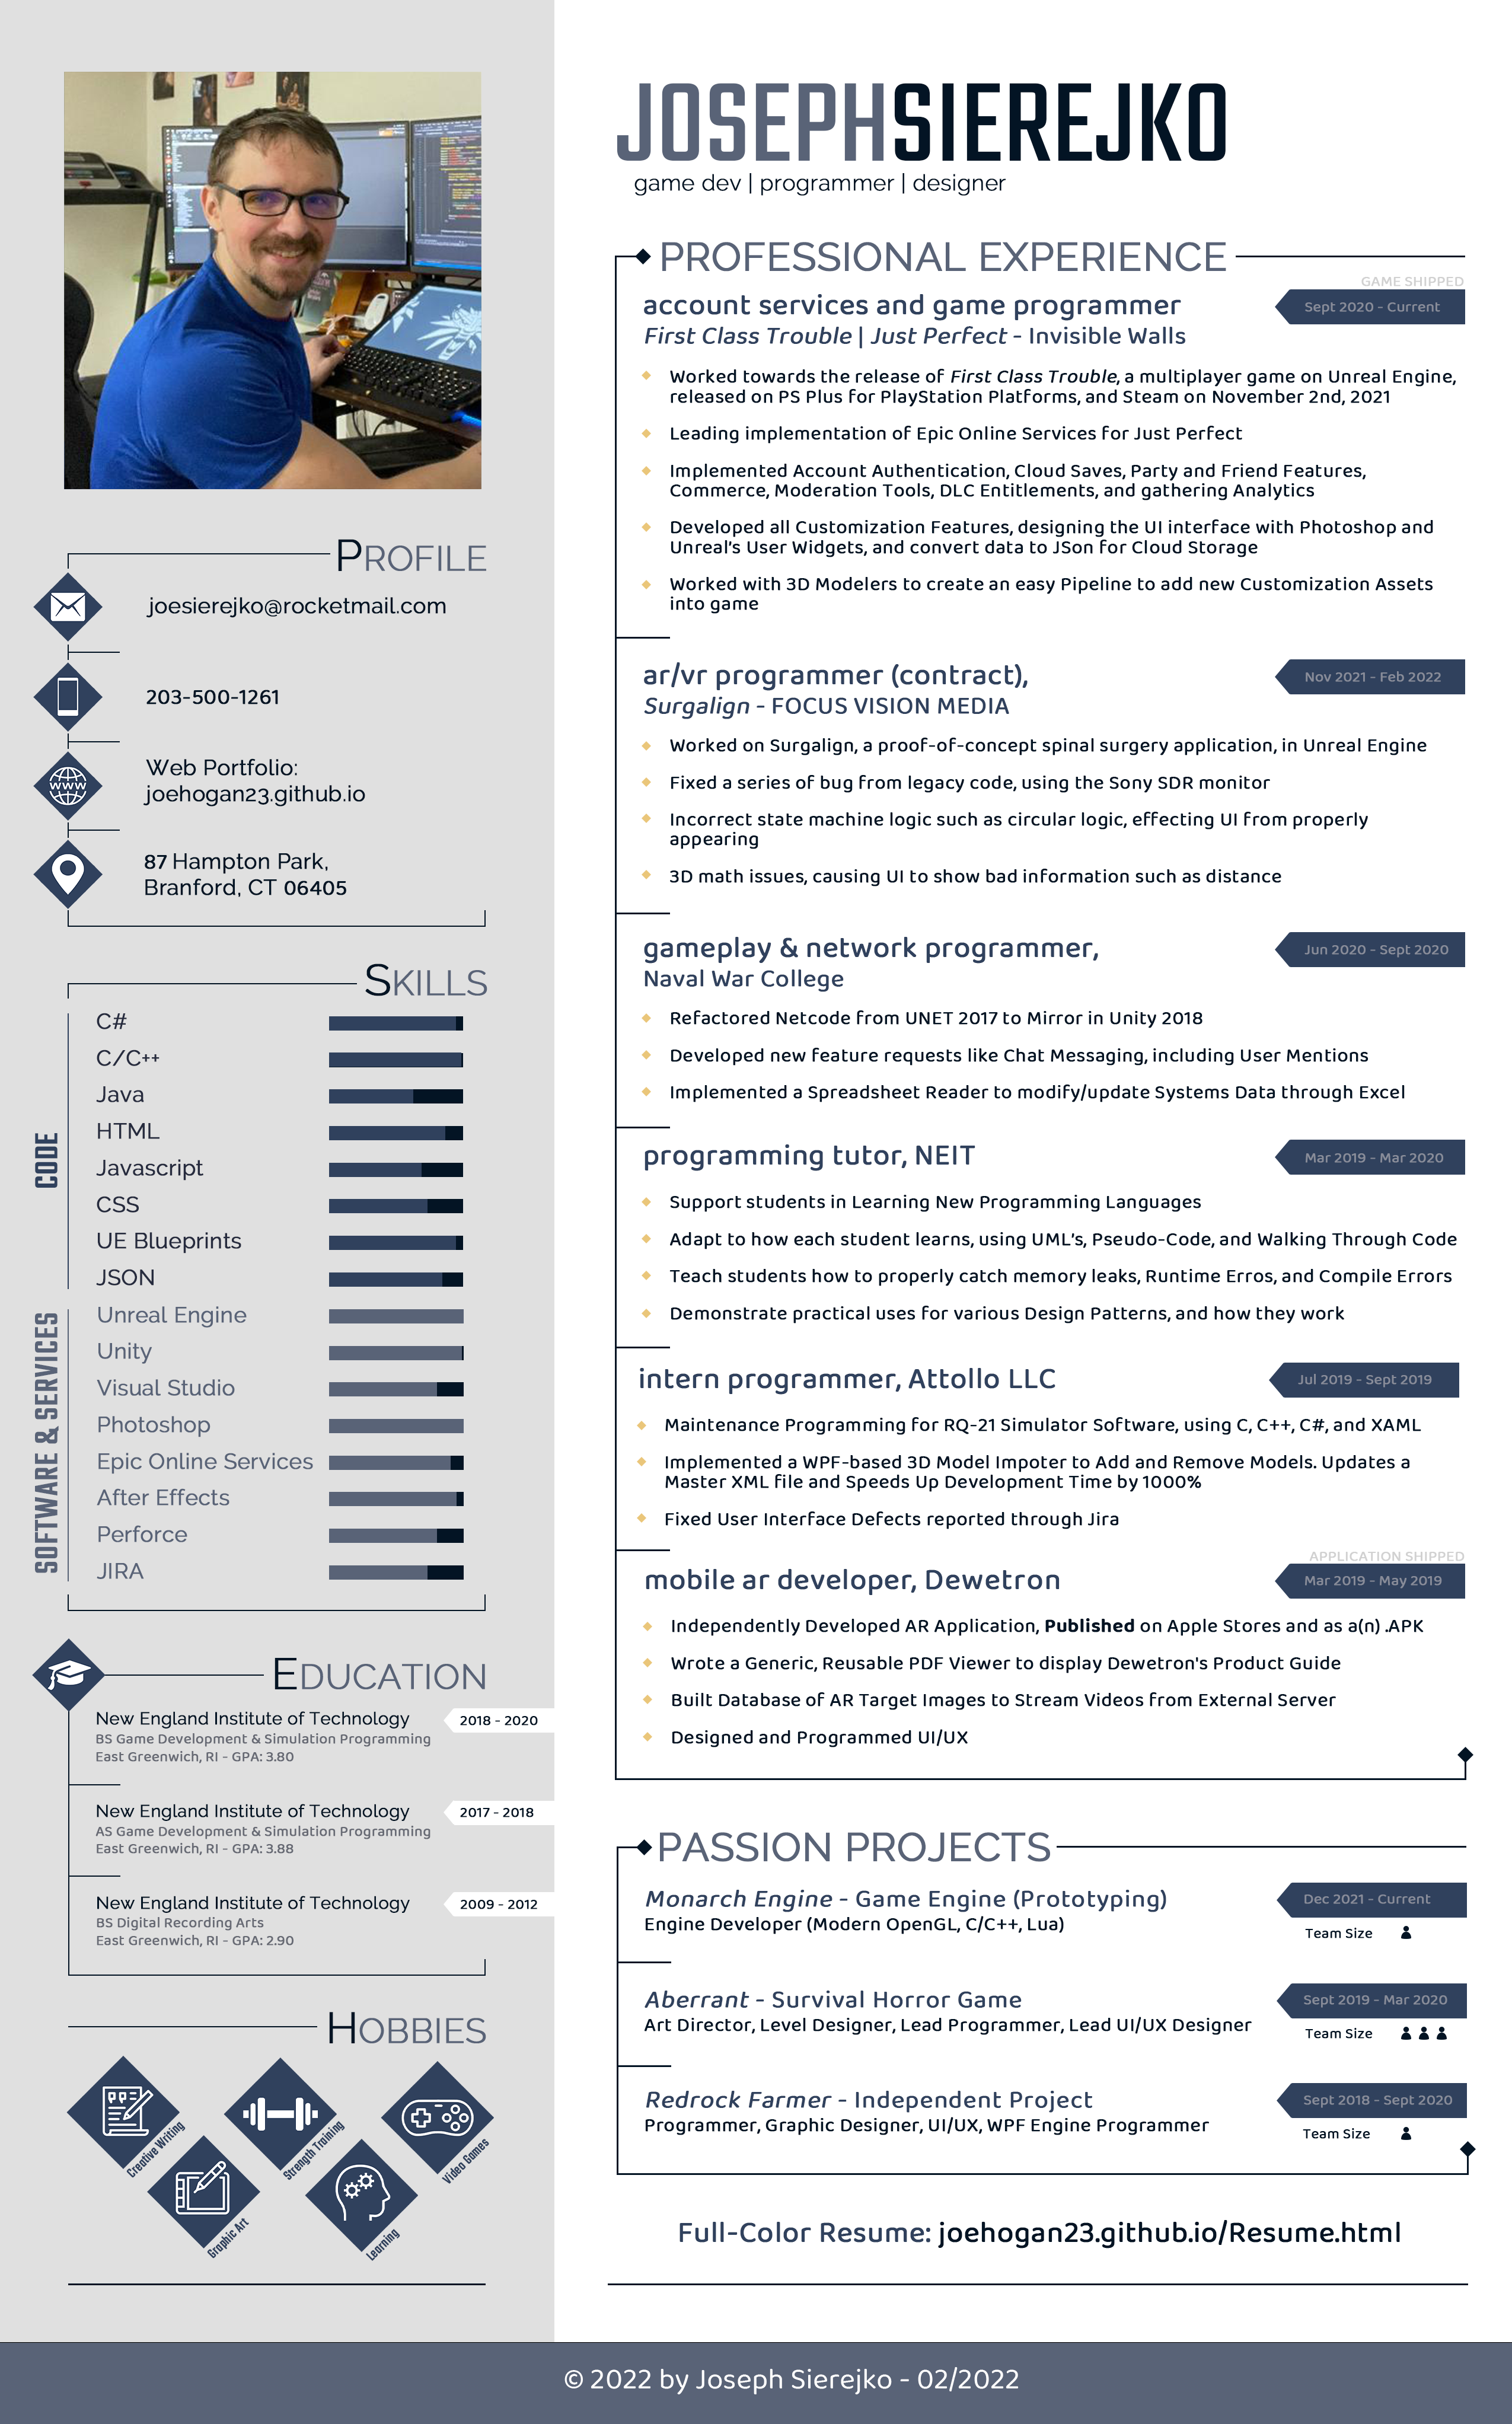 JOSEPHSIEREJKO
game dev | programmer | designer
PROFILE
joesierejko@rocketmail.com
203-500-1261
Web Portfolio:
joehogan23.github.io
WWW
87 Hampton Park,
Branford, CT 06405
SKILLS
CODE
C#
C/C++
Java
HTML
Javascript
CSS
UE Blueprints
JSON
SOFTWARE & SERVICES
Unreal Engine
Unity
Visual Studio
Photoshop
Epic Online Services
After Effects
Perforce
JIRA
EDUCATION
New England Institute of Technology 2018 - 2020
BS Game Development & Simulation Programming
East Greenwich, RI - GPA: 3.80
New England Institute of Technology 2017 - 2018
AS Game Development & Simulation Programming
East Greenwich, RI - GPA: 3.88
New England Institute of Technology 2009 - 2012
BS Digital Recording Arts
East Greenwich, RI - GPA: 2.90
HOBBIES
Creative Writing
Strength Training
Video Games
Graphic Art
Learning
PROFESSIONAL EXPERIENCE
GAME SHIPPED
account services and game programmer Sept 2020 - Current
First Class Trouble | Just Perfect - Invisible Walls
Worked towards the release of First Class Trouble, a multiplayer game on Unreal Engine,
released on PS Plus for PlayStation Platforms, and Steam on November 2nd, 2021
Leading implementation of Epic Online Services for Just Perfect
Implemented Account Authentication, Cloud Saves, Party and Friend Features,
Commerce, Moderation Tools, DLC Entitlements, and gathering Analytics
Developed all Customization Features, designing the UI interface with Photoshop and
Unreal's User Widgets, and convert data to JSon for Cloud Storage
Worked with 3D Modelers to create an easy Pipeline to add new Customization Assets
into game
ar/vr programmer (contract), Nov 2021 - Feb 2022
Surgalign - FOCUS VISION MEDIA
Worked on Surgalign, a proof-of-concept spinal surgery application, in Unreal Engine
Fixed a series of bug from legacy code, using the Sony SDR monitor
Incorrect state machine logic such as circular logic, effecting UI from properly
appearing
3D math issues, causing UI to show bad information such as distance
gameplay & network programmer, Jun 2020 - Sept 2020
Naval War College
Refactored Netcode from UNET 2017 to Mirror in Unity 2018
Developed new feature requests like Chat Messaging, including User Mentions
Implemented a Spreadsheet Reader to modify/update Systems Data through Excel
programming tutor, NEIT Mar 2019 - Mar 2020
Support students in Learning New Programming Languages
Adapt to how each student learns, using UML's, Pseudo-Code, and Walking Through Code
Teach students how to properly catch memory leaks, Runtime Erros, and Compile Errors
Demonstrate practical uses for various Design Patterns, and how they work
intern programmer, Attollo LLC Jul 2019 - Sept 2019
Maintenance Programming for RQ-21 Simulator Software, using C, C++, C#, and XAML
Implemented a WPF-based 3D Model Impoter to Add and Remove Models. Updates a
Master XML file and Speeds Up Development Time by 1000%
Fixed User Interface Defects reported through Jira
APPLICATION SHIPPED
mobile ar developer, Dewetron Mar 2019 - May 2019
Independently Developed AR Application, Published on Apple Stores and as a(n) .APK
Wrote a Generic, Reusable PDF Viewer to display Dewetron's Product Guide
Built Database of AR Target Images to Stream Videos from External Server
Designed and Programmed UI/UX
PASSION PROJECTS
Monarch Engine - Game Engine (Prototyping) Dec 2021 - Current
Engine Developer (Modern OpenGL, C/C++, Lua)
Team Size
Aberrant - Survival Horror Game Sept 2019 - Mar 2020
Art Director, Level Designer, Lead Programmer, Lead UI/UX Designer
Team Size
Redrock Farmer - Independent Project Sept 2018 - Sept 2020
Programmer, Graphic Designer, UI/UX, WPF Engine Programmer
Team Size
Full-Color Resume: joehogan23.github.io/Resume.html
© 2022 by Joseph Sierejko - 02/2022